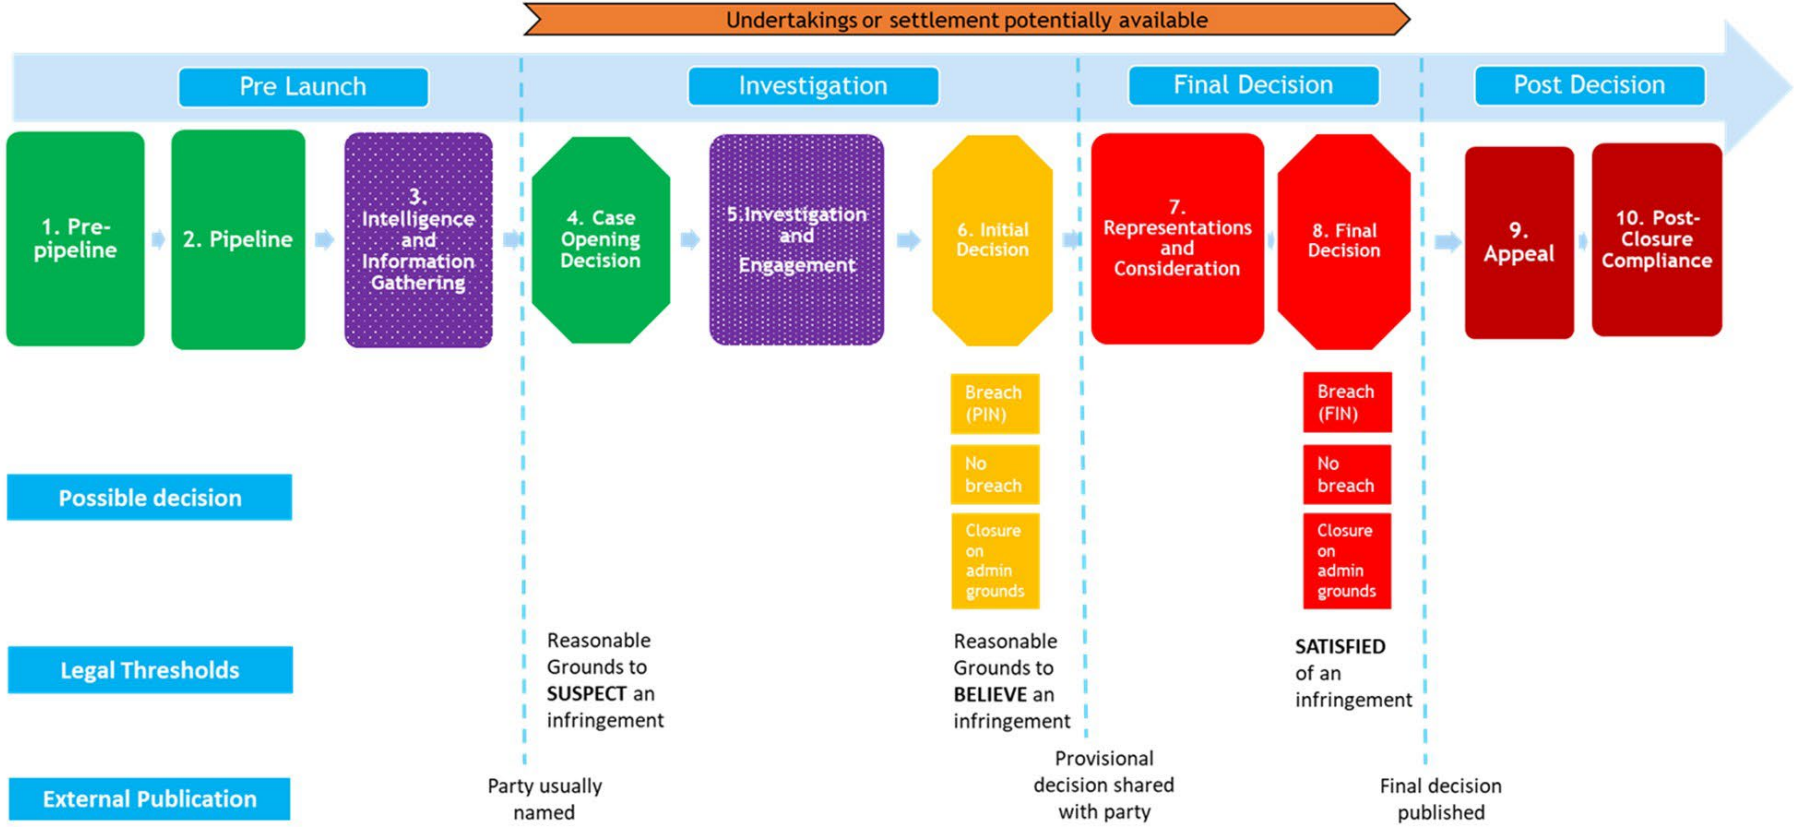 Undertakings or settlement potentially available
Pre Launch
Investigation
Final Decision
Post Decision
1. Pre-
pipeline
2. Pipeline
3.
Intelligence
and
Information
Gathering
4. Case
Opening
Decision
5.Investigation
and
Engagement
6. Initial
Decision
7.
Representations
and
Consideration
8. Final
Decision
9.
Appeal
10. Post-
Closure
Compliance
Breach
(PIN)
No
breach
Closure
on
admin
grounds
Breach
(FIN)
No
breach
Closure
on
admin
grounds
Possible decision
Legal Thresholds
Reasonable
Grounds to
SUSPECT an
infringement
Reasonable
Grounds to
BELIEVE an
infringement
SATISFIED
of an
infringement
External Publication
Party usually
named
Provisional
decision shared
with party
Final decision
published